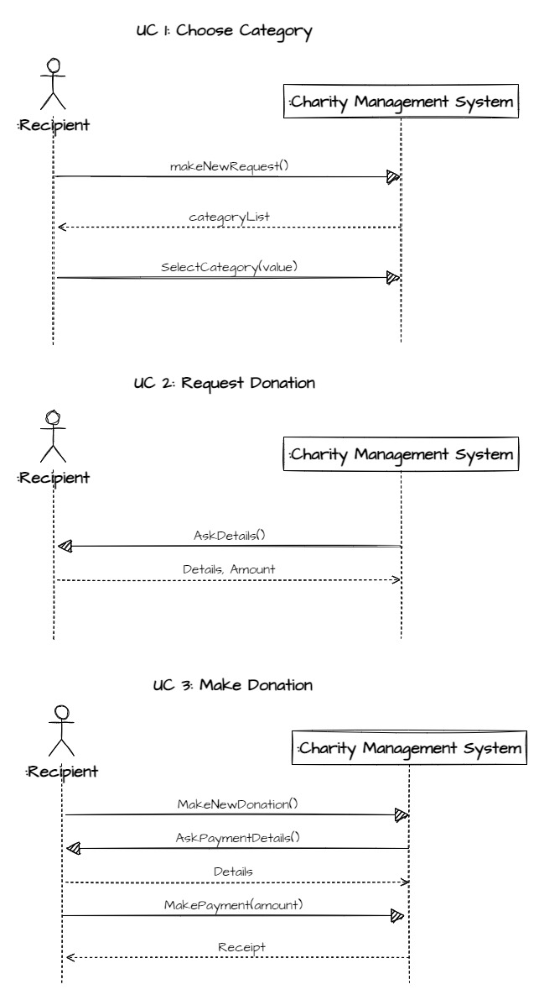 UC 1: Choose Category
:Charity Management System
:Recipient
makeNewRequest()
categoryList
SelectCategory(value)
UC 2: Request Donation
:Charity Management System
:Recipient
AskDetails()
Details, Amount
UC 3: Make Donation
:Charity Management System
:Recipient
MakeNewDonation()
AskPaymentDetails()
Details
MakePayment(amount)
Receipt